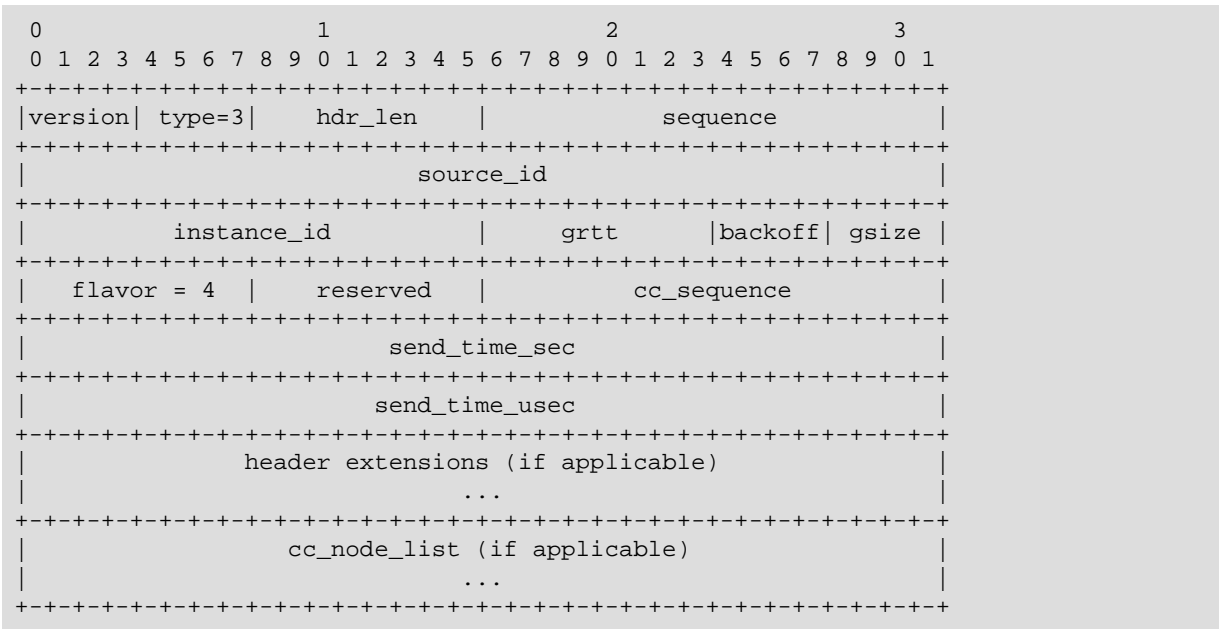 0                   1                   2                   3
 0 1 2 3 4 5 6 7 8 9 0 1 2 3 4 5 6 7 8 9 0 1 2 3 4 5 6 7 8 9 0 1
+-+-+-+-+-+-+-+-+-+-+-+-+-+-+-+-+-+-+-+-+-+-+-+-+-+-+-+-+-+-+-+-+
|version| type=3|    hdr_len    |            sequence           |
+-+-+-+-+-+-+-+-+-+-+-+-+-+-+-+-+-+-+-+-+-+-+-+-+-+-+-+-+-+-+-+-+
|                           source_id                           |
+-+-+-+-+-+-+-+-+-+-+-+-+-+-+-+-+-+-+-+-+-+-+-+-+-+-+-+-+-+-+-+-+
|          instance_id          |     grtt      |backoff| gsize |
+-+-+-+-+-+-+-+-+-+-+-+-+-+-+-+-+-+-+-+-+-+-+-+-+-+-+-+-+-+-+-+-+
|   flavor = 4  |    reserved   |          cc_sequence          |
+-+-+-+-+-+-+-+-+-+-+-+-+-+-+-+-+-+-+-+-+-+-+-+-+-+-+-+-+-+-+-+-+
|                         send_time_sec                         |
+-+-+-+-+-+-+-+-+-+-+-+-+-+-+-+-+-+-+-+-+-+-+-+-+-+-+-+-+-+-+-+-+
|                        send_time_usec                         |
+-+-+-+-+-+-+-+-+-+-+-+-+-+-+-+-+-+-+-+-+-+-+-+-+-+-+-+-+-+-+-+-+
|               header extensions (if applicable)               |
|                              ...                              |
+-+-+-+-+-+-+-+-+-+-+-+-+-+-+-+-+-+-+-+-+-+-+-+-+-+-+-+-+-+-+-+-+
|                  cc_node_list (if applicable)                 |
|                              ...                              |
+-+-+-+-+-+-+-+-+-+-+-+-+-+-+-+-+-+-+-+-+-+-+-+-+-+-+-+-+-+-+-+-+